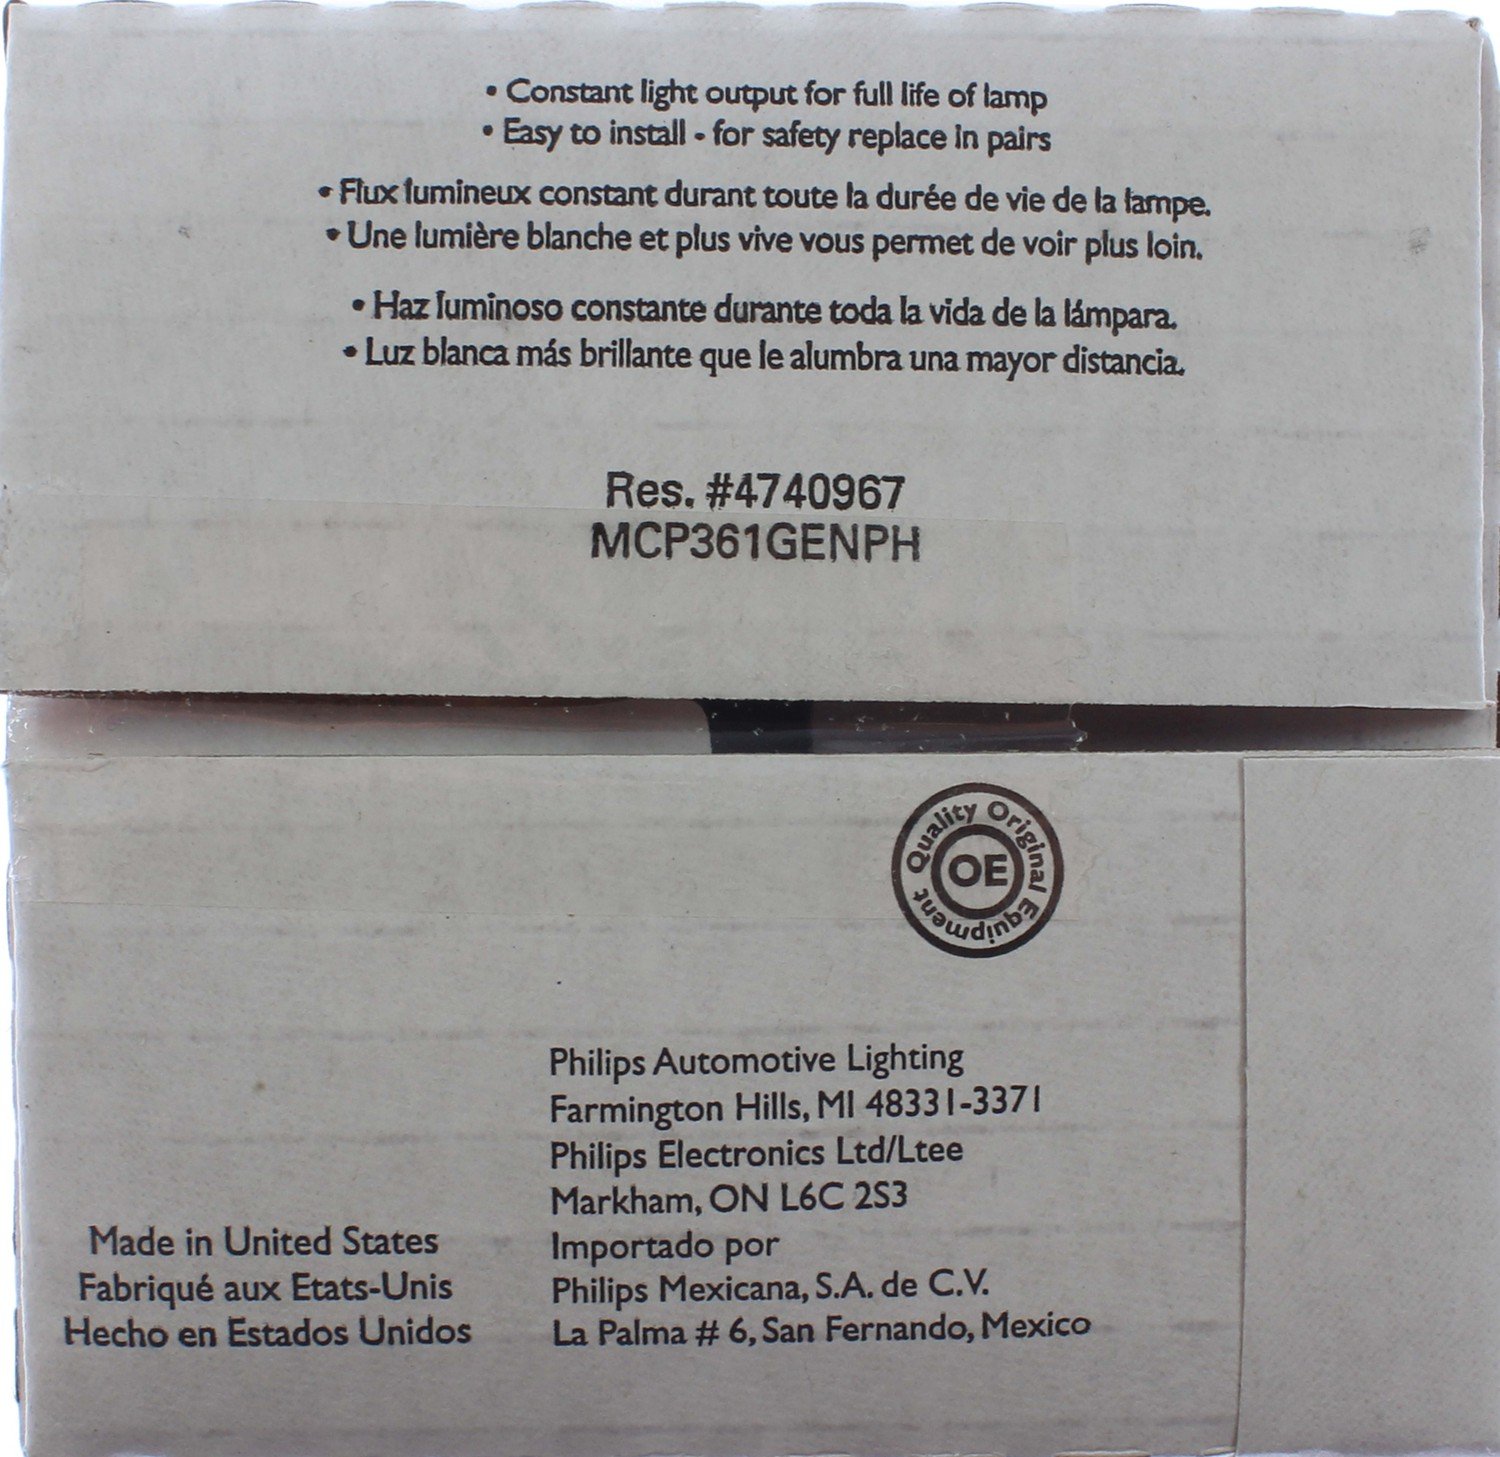 • Constant light output for full life of lamp
• Easy to install - for safety replace in pairs
• Flux lumineux constant durant toute la durée de vie de la lampe.
• Une lumière blanche et plus vive vous permet de voir plus loin.
• Haz luminoso constante durante toda la vida de la lámpara.
• Luz blanca más brillante que le alumbra una mayor distancia.
Res. #4740967
MCP361GENPH
Quality Original Equipment
OE
Philips Automotive Lighting
Farmington Hills, MI 48331-3371
Philips Electronics Ltd/Ltee
Markham, ON L6C 2S3
Importado por
Philips Mexicana, S.A. de C.V.
La Palma # 6, San Fernando, Mexico
Made in United States
Fabriqué aux Etats-Unis
Hecho en Estados Unidos